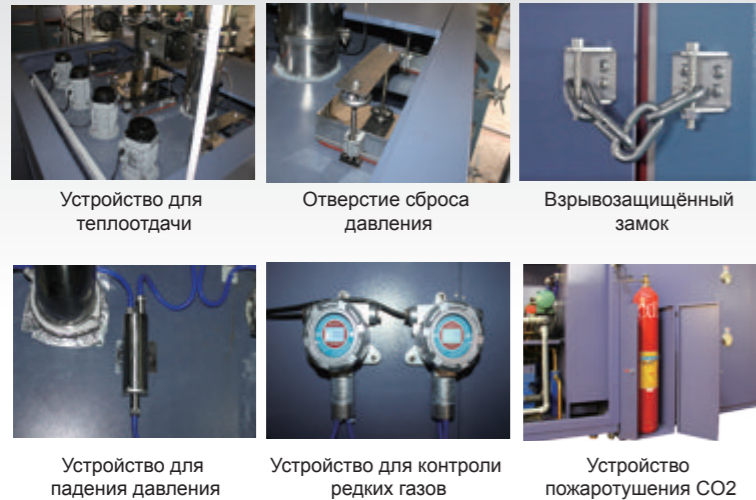 Устройство для
теплоотдачи
Отверстие сброса
давления
Взрывозащищённый
замок
Устройство для
падения давления
Устройство для контроли
редких газов
Устройство
пожаротушения CO2